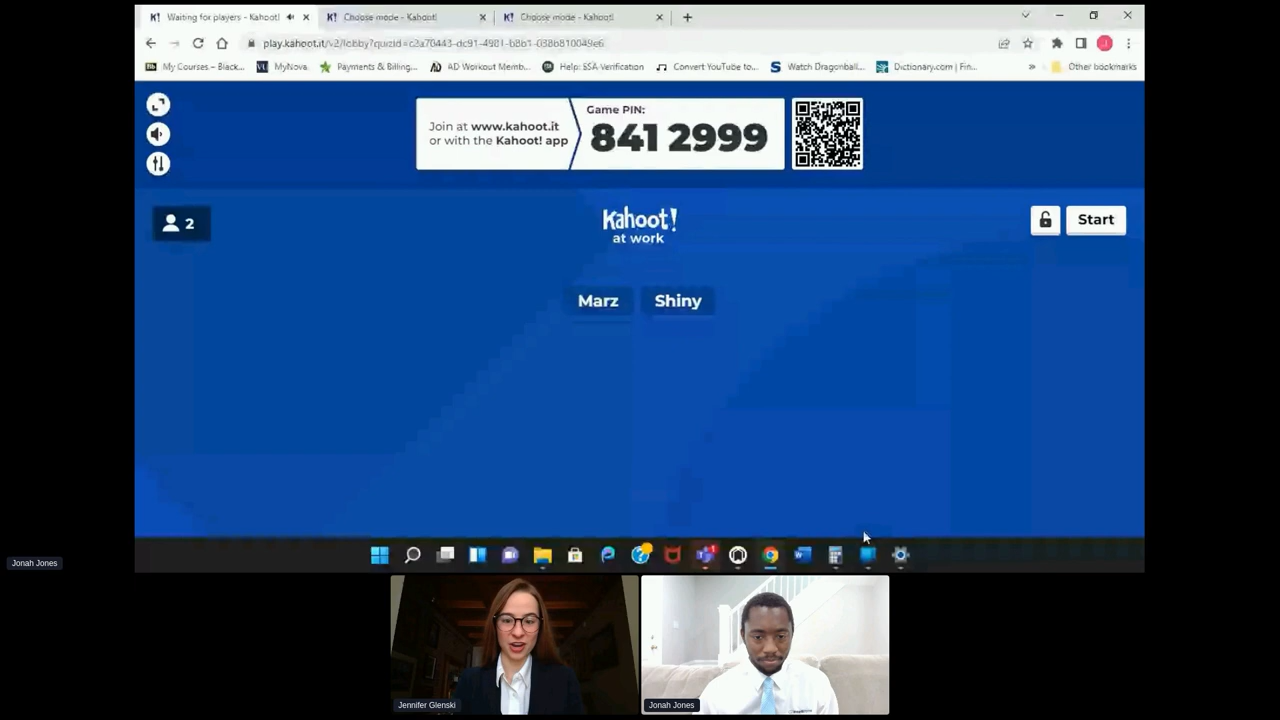 Waiting for players - Kahoot!
Choose mode - Kahoot!
Choose mode - Kahoot!
play.kahoot.it/v2/lobby?quizId=c2a70443-dc91-4981-b8b1-038b810049e6
My Courses – Black...
MyNova
Payments & Billing...
AD Workout Memb...
Help: SSA-Verification
Convert YouTube to...
Watch Dragonball...
Dictionary.com | Fin...
»
Other bookmarks
Join at www.kahoot.it
or with the Kahoot! app
Game PIN:
841 2999
2
Kahoot!
at work
Start
Marz
Shiny
Jonah Jones
Jennifer Glenski
Jonah Jones